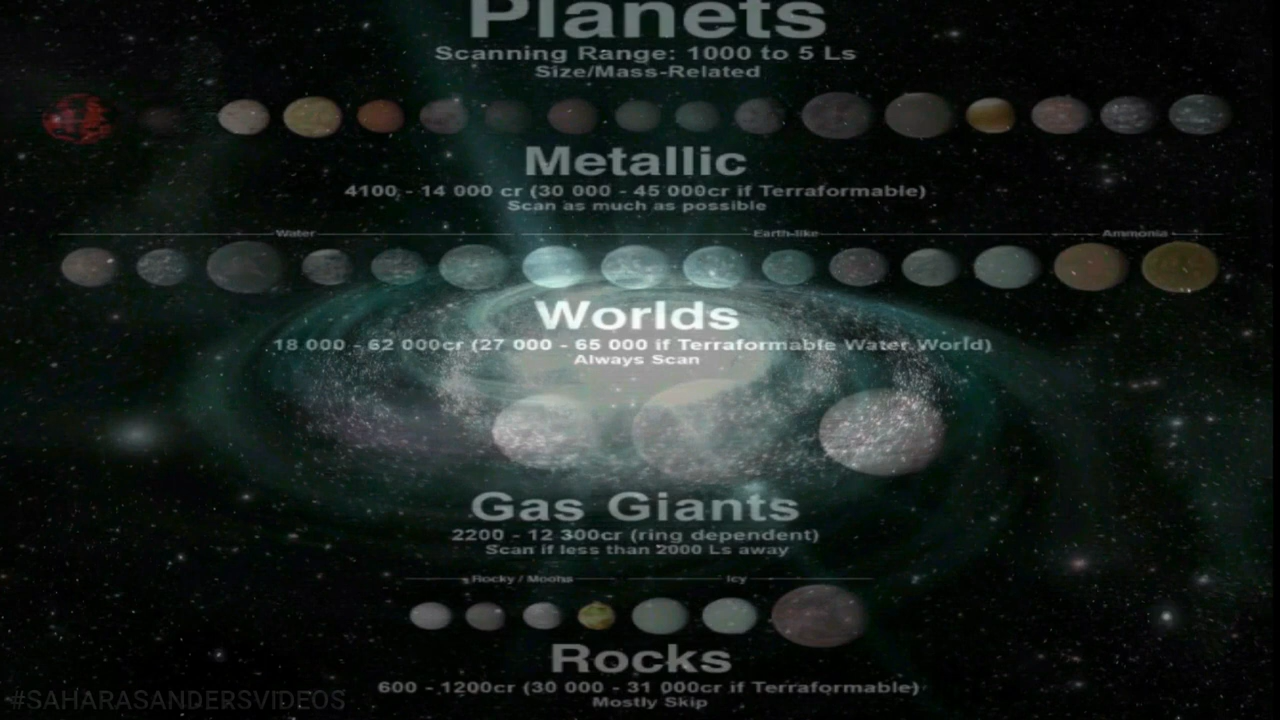 Planets
Scanning Range: 1000 to 5 Ls
Size/Mass-Related
Metallic
4100 - 14 000 cr (30 000 - 45 000cr if Terraformable)
Scan as much as possible
Water Earth-like Ammonia
Worlds
18 000 - 62 000cr (27 000 - 65 000 if Terraformable Water World)
Always Scan
Gas Giants
2200 - 12 300cr (ring dependent)
Scan if less than 2000 Ls away
Rocky / Moons Icy
Rocks
600 - 1200cr (30 000 - 31 000cr if Terraformable)
Mostly Skip
#SAHARASANDERSVIDEOS